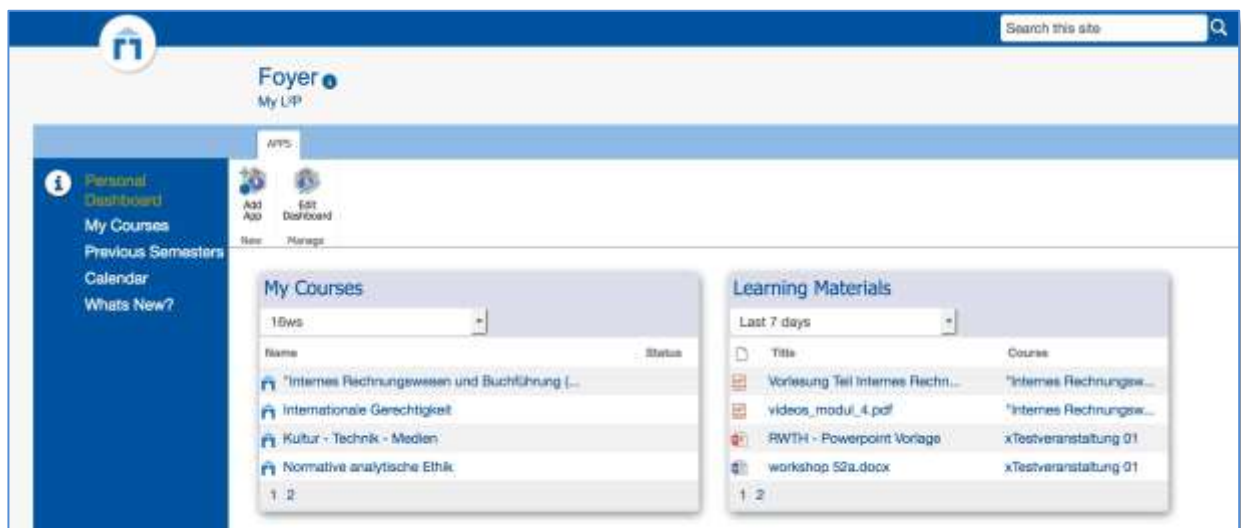 Search this site
Foyer
My L²P
APPS
Personal
Dashboard
My Courses
Previous Semesters
Calendar
Whats New?
Add
App
Edit
Dashboard
New
Manage
My Courses
16ws
Name Status
"Internes Rechnungswesen und Buchführung (...
Internationale Gerechtigkeit
Kultur - Technik - Medien
Normative analytische Ethik
1 2
Learning Materials
Last 7 days
Title Course
Vorlesung Teil Internes Rechn... "Internes Rechnungsw...
videos_modul_4.pdf "Internes Rechnungsw...
RWTH - Powerpoint Vorlage xTestveranstaltung 01
workshop 52a.docx xTestveranstaltung 01
1 2